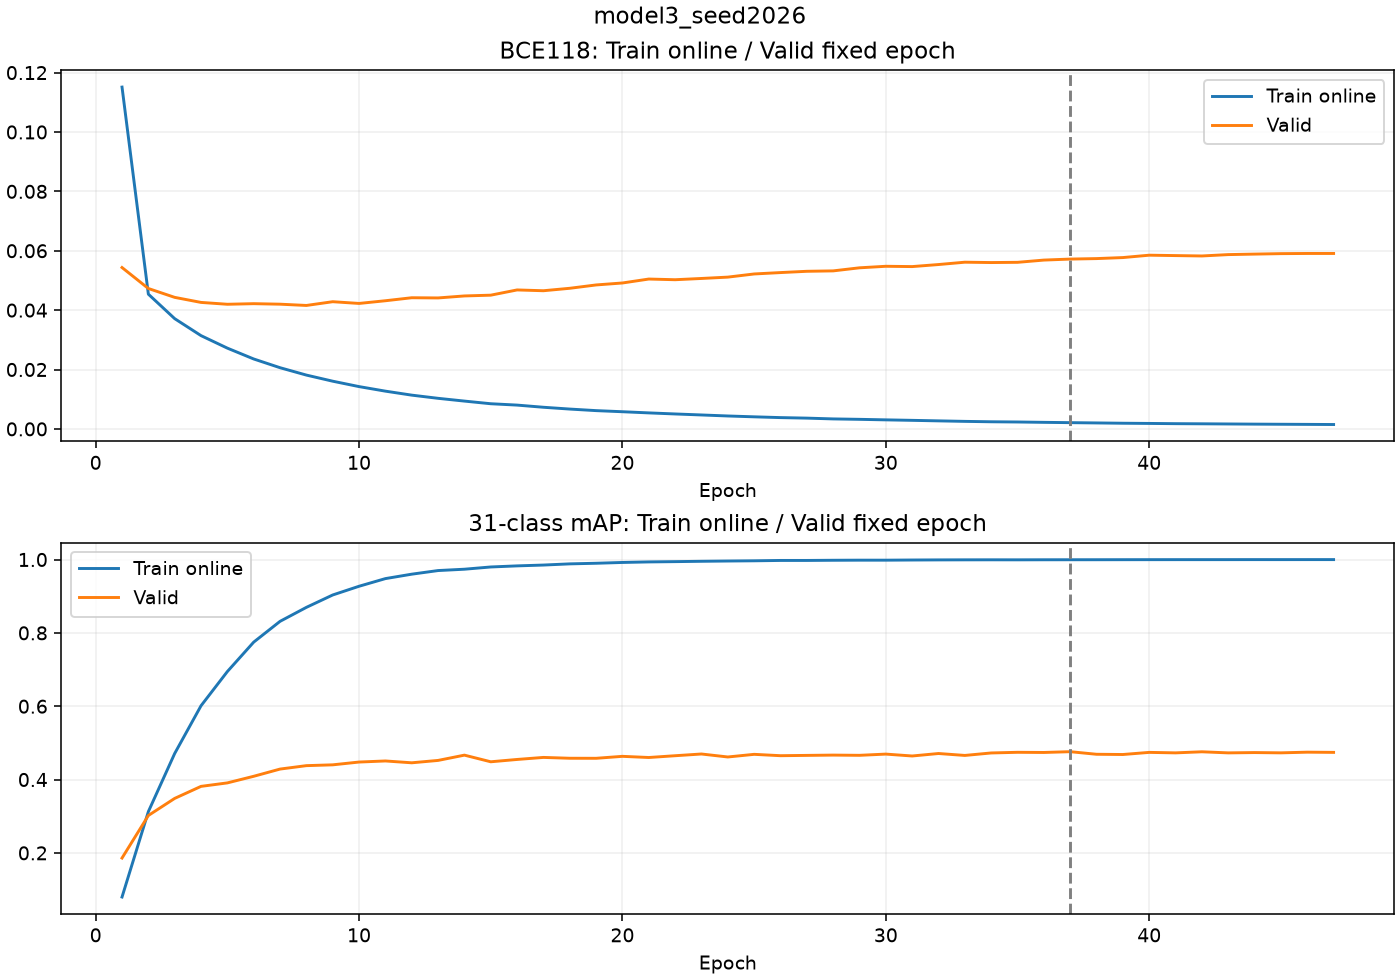 model3_seed2026
BCE118: Train online / Valid fixed epoch
0.12
0.10
0.08
0.06
0.04
0.02
0.00
Train online
Valid
0 10 20 30 40
Epoch
31-class mAP: Train online / Valid fixed epoch
1.0
0.8
0.6
0.4
0.2
Train online
Valid
0 10 20 30 40
Epoch